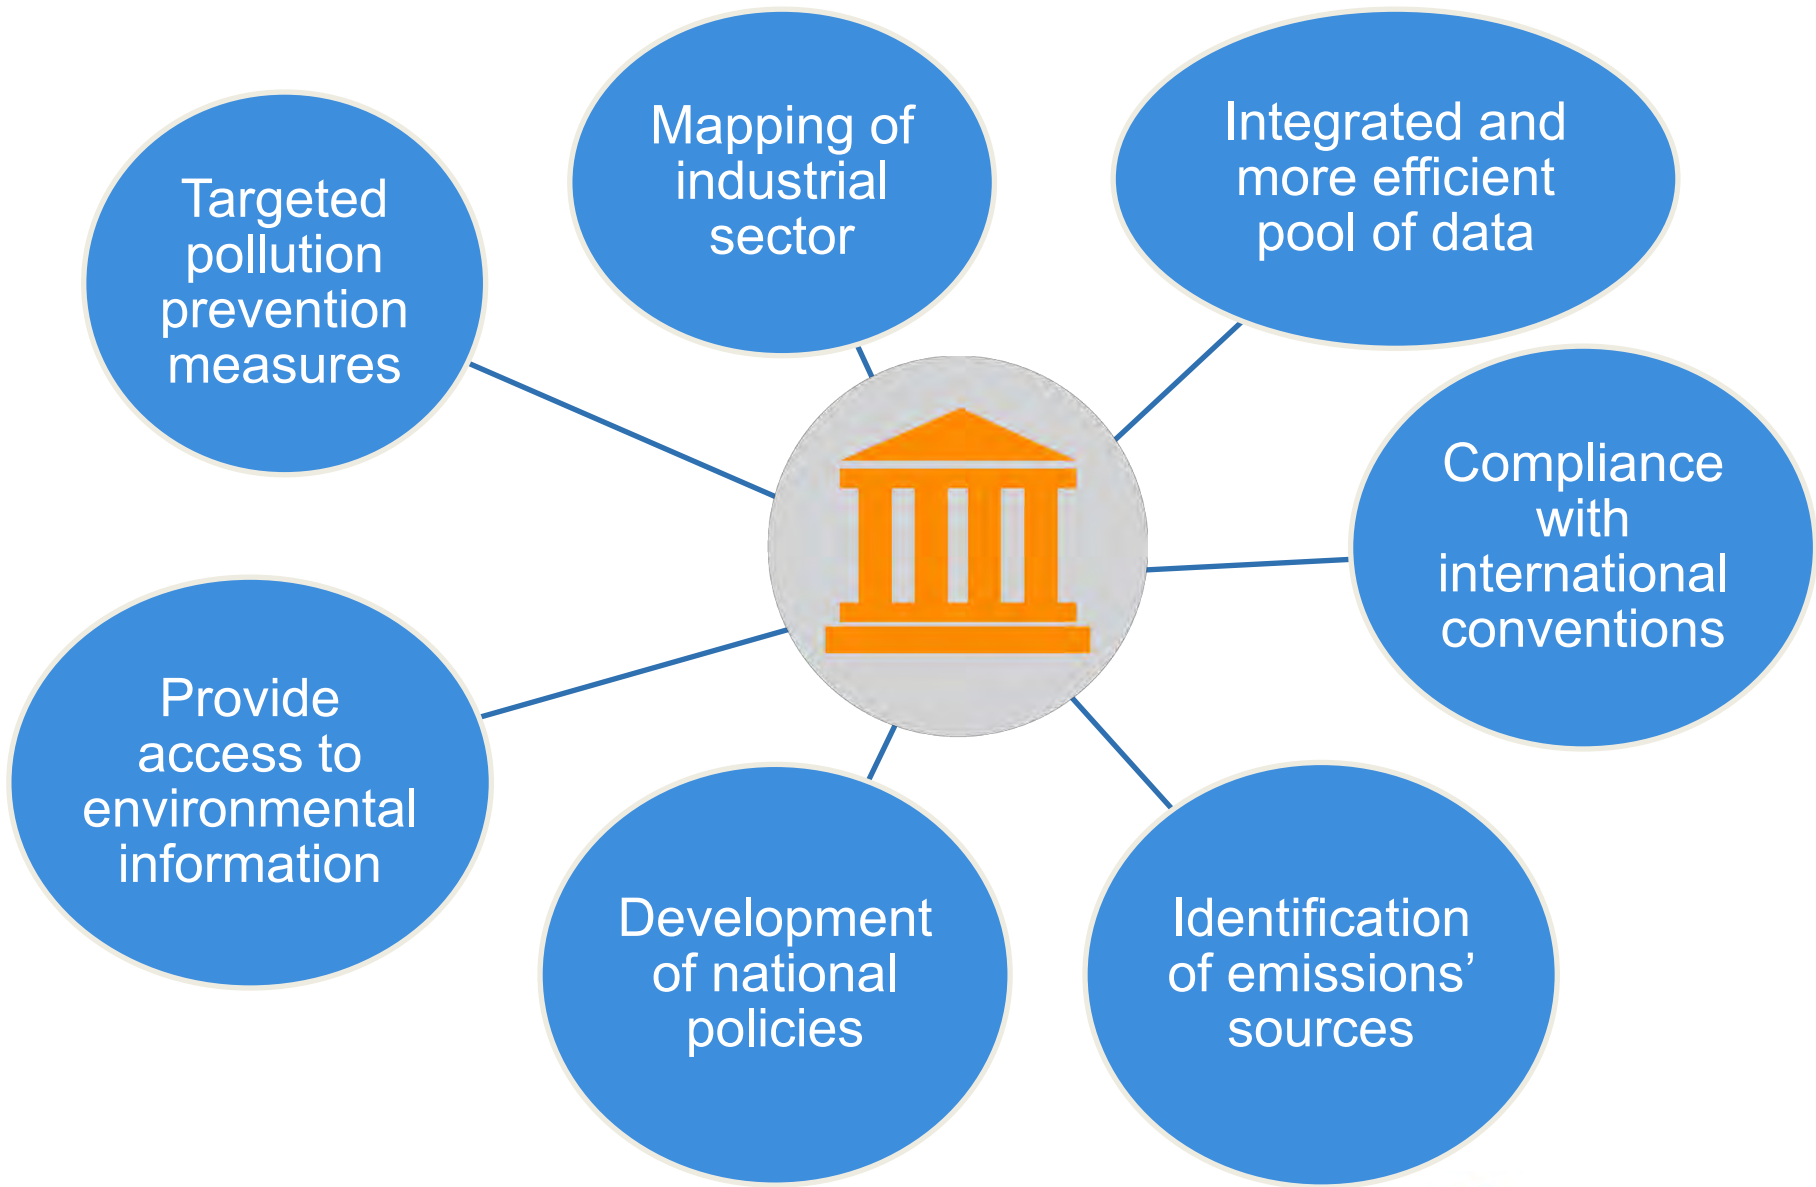 Targeted
pollution
prevention
measures
Mapping of
industrial
sector
Integrated and
more efficient
pool of data
Compliance
with
international
conventions
Identification
of emissions’
sources
Development
of national
policies
Provide
access to
environmental
information